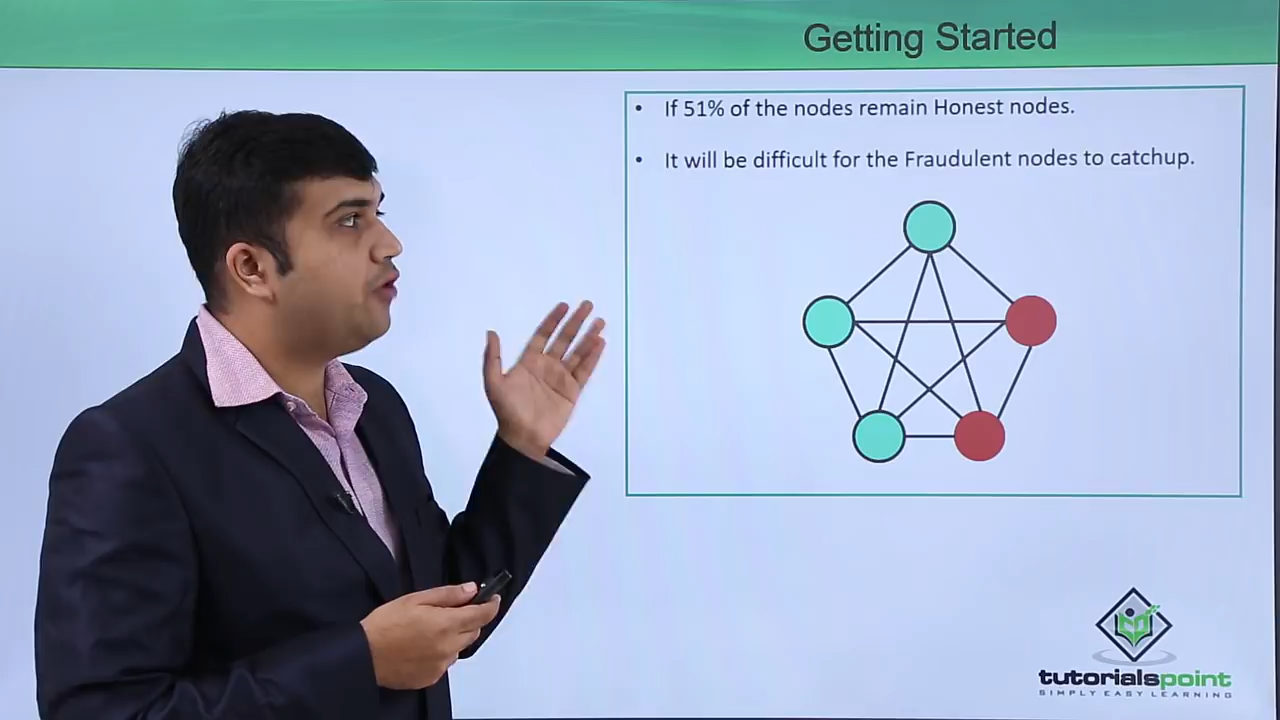 Getting Started
• If 51% of the nodes remain Honest nodes.
• It will be difficult for the Fraudulent nodes to catchup.
tutorialspoint
SIMPLY EASY LEARNING